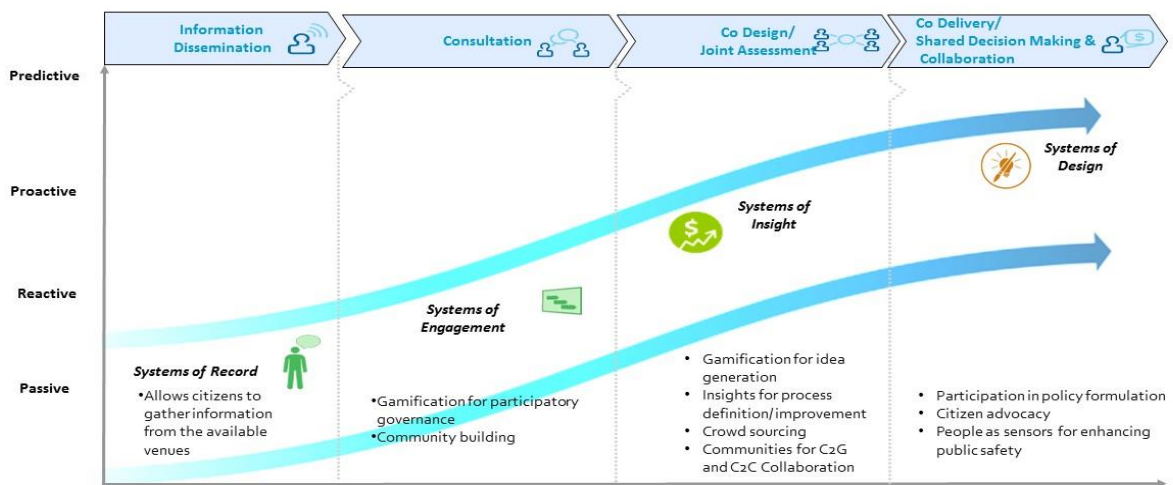 Information
Dissemination
Consultation
Co Design/
Joint Assessment
Co Delivery/
Shared Decision Making &
Collaboration
$
Predictive
Proactive
Reactive
Passive
Systems of Record
•Allows citizens to
gather information
from the available
venues
Systems of
Engagement
•Gamification for participatory
governance
•Community building
$
Systems of
Insight
• Gamification for idea
generation
• Insights for process
definition/improvement
• Crowd sourcing
• Communities for C2G
and C2C Collaboration
Systems of
Design
• Participation in policy formulation
• Citizen advocacy
• People as sensors for enhancing
public safety